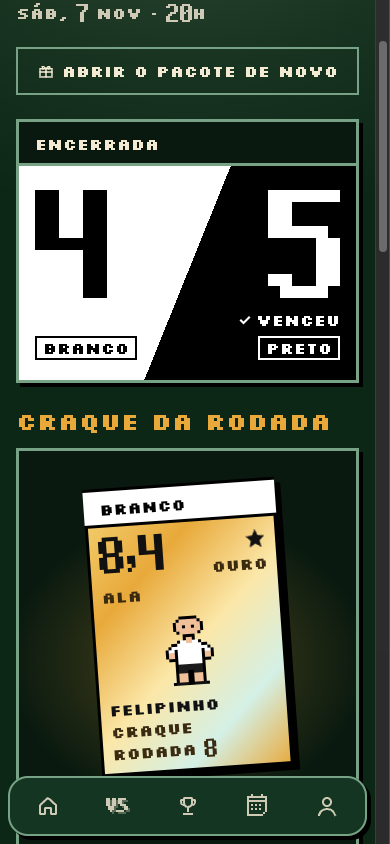 SÁB, 7 NOV · 20H
ABRIR O PACOTE DE NOVO
ENCERRADA
4
5
✓ VENCEU
BRANCO
PRETO
CRAQUE DA RODADA
BRANCO
8,4
★
OURO
ALA
FELIPINHO
CRAQUE
RODADA 8
VS